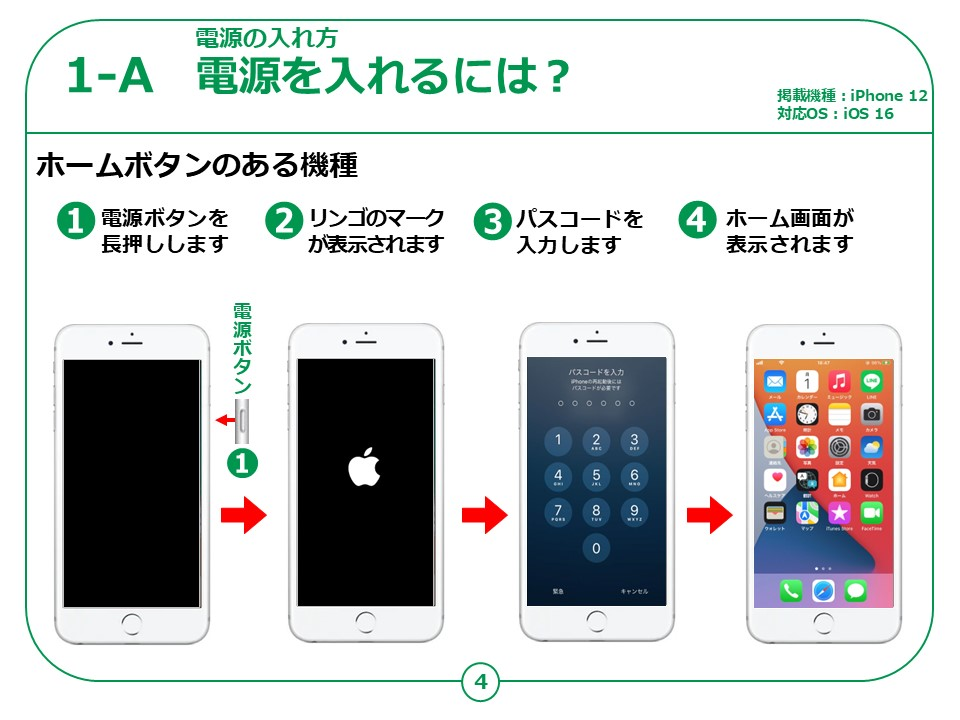 電源の入れ方
1-A 電源を入れるには？
掲載機種：iPhone 12
対応OS：iOS 16
ホームボタンのある機種
1 電源ボタンを
長押しします
2 リンゴのマーク
が表示されます
3 パスコードを
入力します
4 ホーム画面が
表示されます
電源ボタン
1
パスコードを入力
iPhoneの再起動後には
パスコードが必要です
1
2
ABC
3
DEF
4
GHI
5
JKL
6
MNO
7
PQRS
8
TUV
9
WXYZ
0
緊急
キャンセル
メール
カレンダー
ミュージック
LINE
App Store
時計
メモ
カメラ
連絡先
写真
設定
天気
ヘルスケア
翻訳
ホーム
Watch
ウォレット
マップ
iTunes Store
FaceTime
4